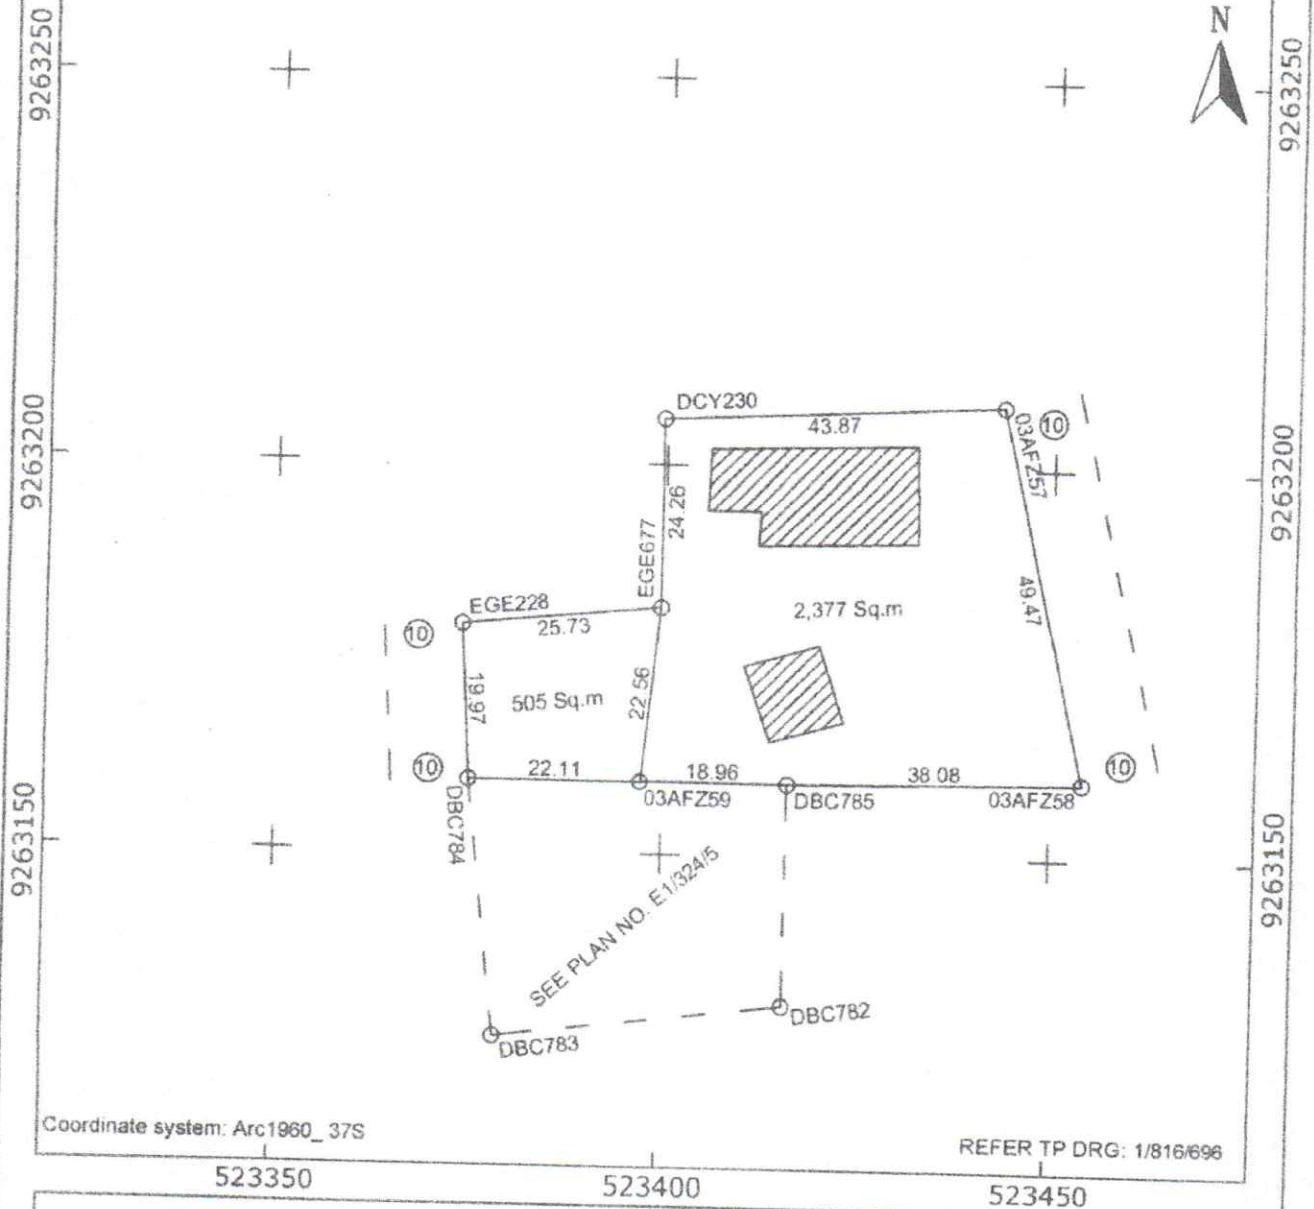 N
9263250
9263250
DCY230
43.87
10
03AFZ57
9263200
9263200
24.26
EGE677
EGE228
25.73
10
49.47
2,377 Sq.m
19.97
505 Sq.m
22.56
10
22.11
18.96
38.08
10
03AFZ59
DBC785
03AFZ58
DBC784
9263150
9263150
SEE PLAN NO. E1/324/5
DBC782
DBC783
Coordinate system: Arc1960_ 37S
REFER TP DRG: 1/816/696
523350
523400
523450